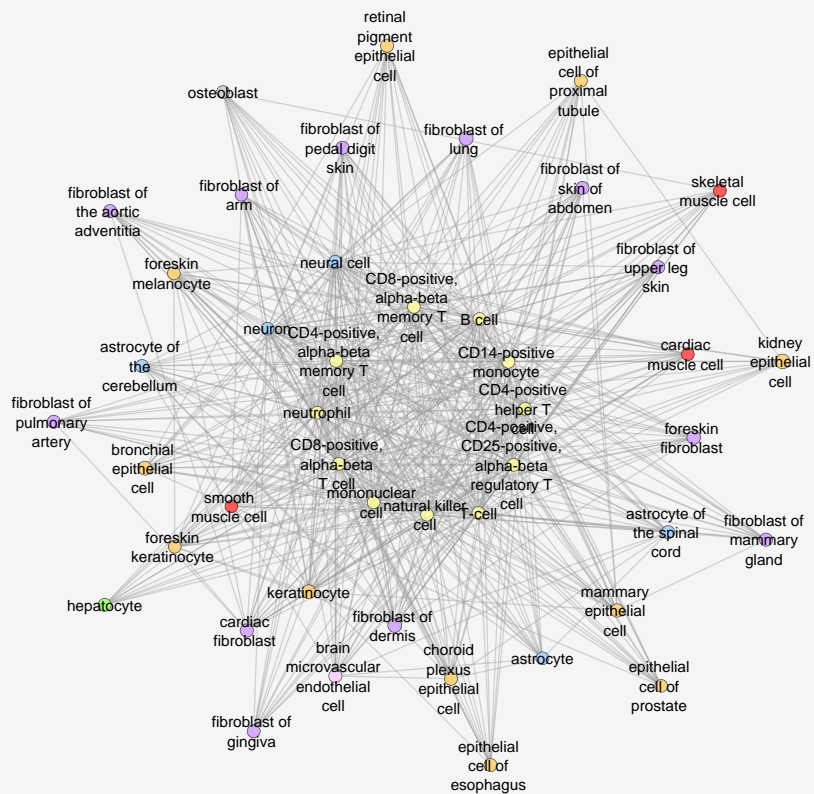 retinal
pigment
epithelial
cell
epithelial
cell of
proximal
tubule
osteoblast
fibroblast of
pedal digit
skin
fibroblast of
lung
fibroblast of
skin of
abdomen
skeletal
muscle cell
fibroblast of
the aortic
adventitia
fibroblast of
arm
foreskin
melanocyte
neural cell
CD8-positive,
alpha-beta
memory T
cell
fibroblast of
upper leg
skin
neuron
CD4-positive,
alpha-beta
memory T
cell
B cell
CD14-positive
monocyte
cardiac
muscle cell
kidney
epithelial
cell
astrocyte of
the
cerebellum
CD4-positive
helper T
cell
fibroblast of
pulmonary
artery
neutrophil
CD4-positive,
CD25-positive,
alpha-beta
regulatory T
cell
foreskin
fibroblast
bronchial
epithelial
cell
CD8-positive,
alpha-beta
T cell
smooth
muscle cell
mononuclear
cell
natural killer
cell
T-cell
astrocyte of
the spinal
cord
fibroblast of
mammary
gland
foreskin
keratinocyte
hepatocyte
keratinocyte
mammary
epithelial
cell
cardiac
fibroblast
fibroblast of
dermis
brain
microvascular
endothelial
cell
choroid
plexus
epithelial
cell
astrocyte
epithelial
cell of
prostate
fibroblast of
gingiva
epithelial
cell of
esophagus